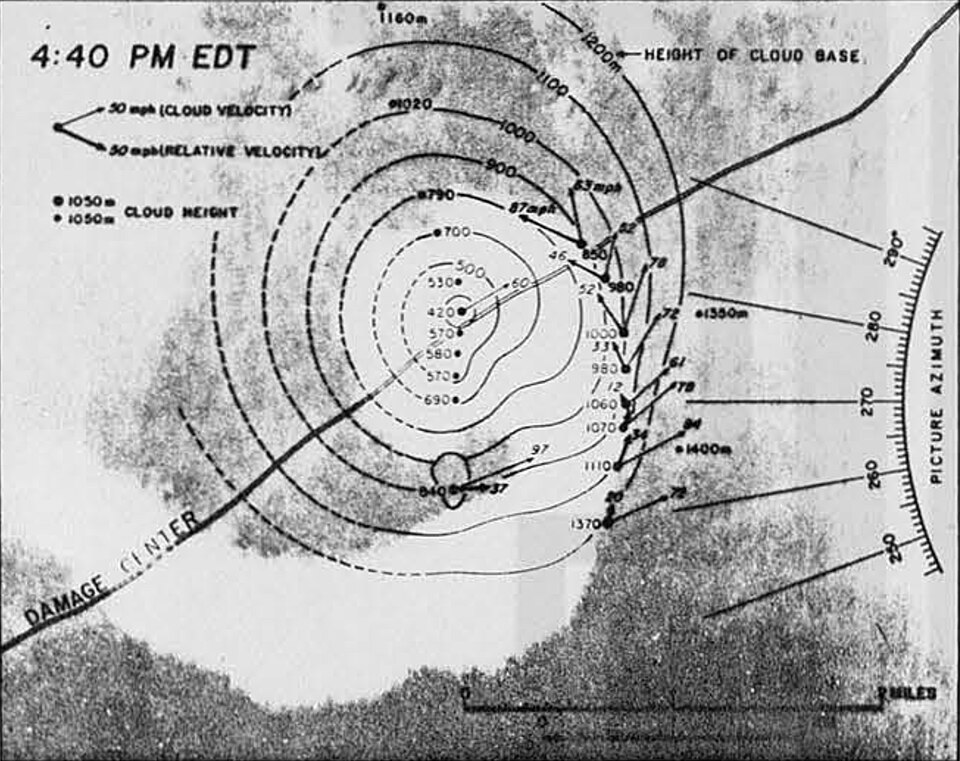 1160m
4:40 PM EDT
1200m
HEIGHT OF CLOUD BASE
1100
50 mph (CLOUD VELOCITY)
1020
1000
50 mph (RELATIVE VELOCITY)
900
63 mph
1050m
1050m
CLOUD HEIGHT
790
87 mph
52
700
850
46
290°
500
78
530
60
980
52
420
72
1350m
280
570
1000
33
580
980
61
570
12
78
690
1060
270
1070
84
34
1400m
97
1110
260
840
37
20
72
1370
250
PICTURE AZIMUTH
DAMAGE CENTER
0
2 MILES
0